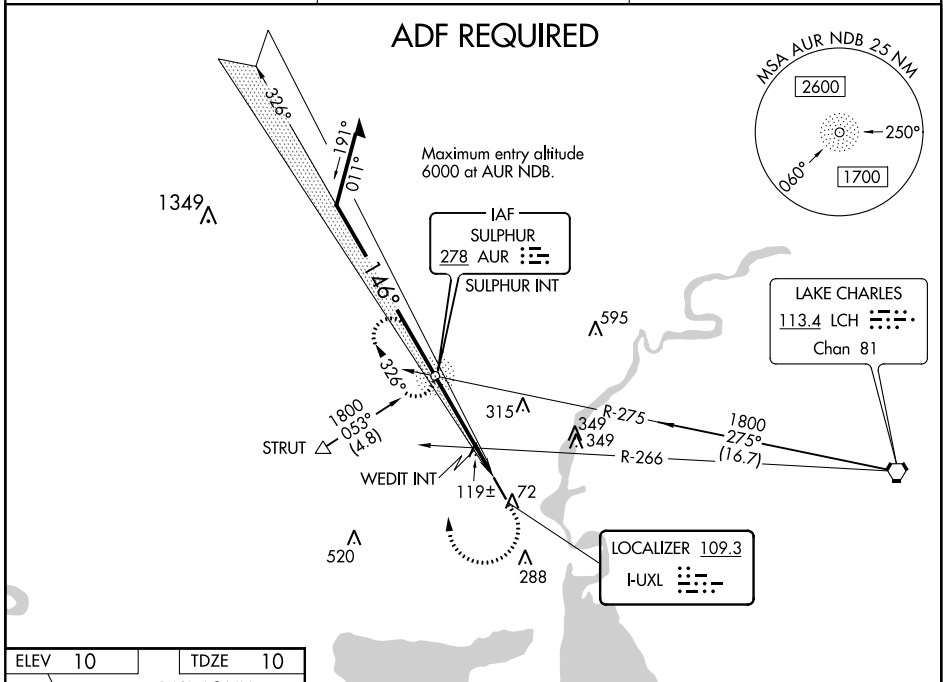 ADF REQUIRED
MSA AUR NDB 25 NM
2600
250°
060°
1700
326°
191°
011°
Maximum entry altitude
6000 at AUR NDB.
1349
IAF
SULPHUR
278 AUR
SULPHUR INT
146°
LAKE CHARLES
113.4 LCH
Chan 81
595
326°
1800
053°
(4.8)
STRUT
315
R-275
1800
275°
(16.7)
349
349
R-266
WEDIT INT
119±
72
520
288
LOCALIZER 109.3
I-UXL
ELEV 10
TDZE 10